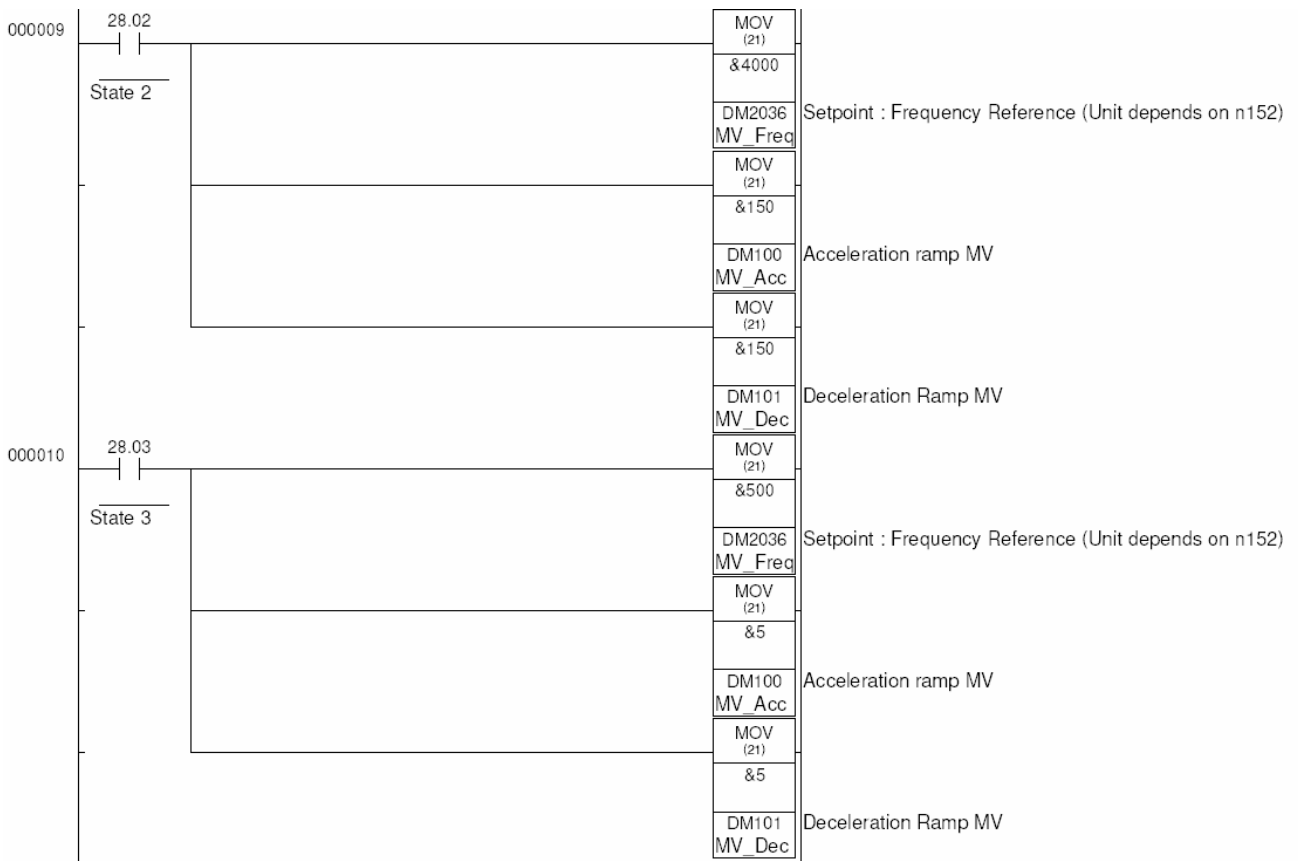 000009
28.02
State 2
MOV
(21)
&4000
DM2036
MV_Freq
Setpoint : Frequency Reference (Unit depends on n152)
MOV
(21)
&150
DM100
MV_Acc
Acceleration ramp MV
MOV
(21)
&150
DM101
MV_Dec
Deceleration Ramp MV
000010
28.03
State 3
MOV
(21)
&500
DM2036
MV_Freq
Setpoint : Frequency Reference (Unit depends on n152)
MOV
(21)
&5
DM100
MV_Acc
Acceleration ramp MV
MOV
(21)
&5
DM101
MV_Dec
Deceleration Ramp MV